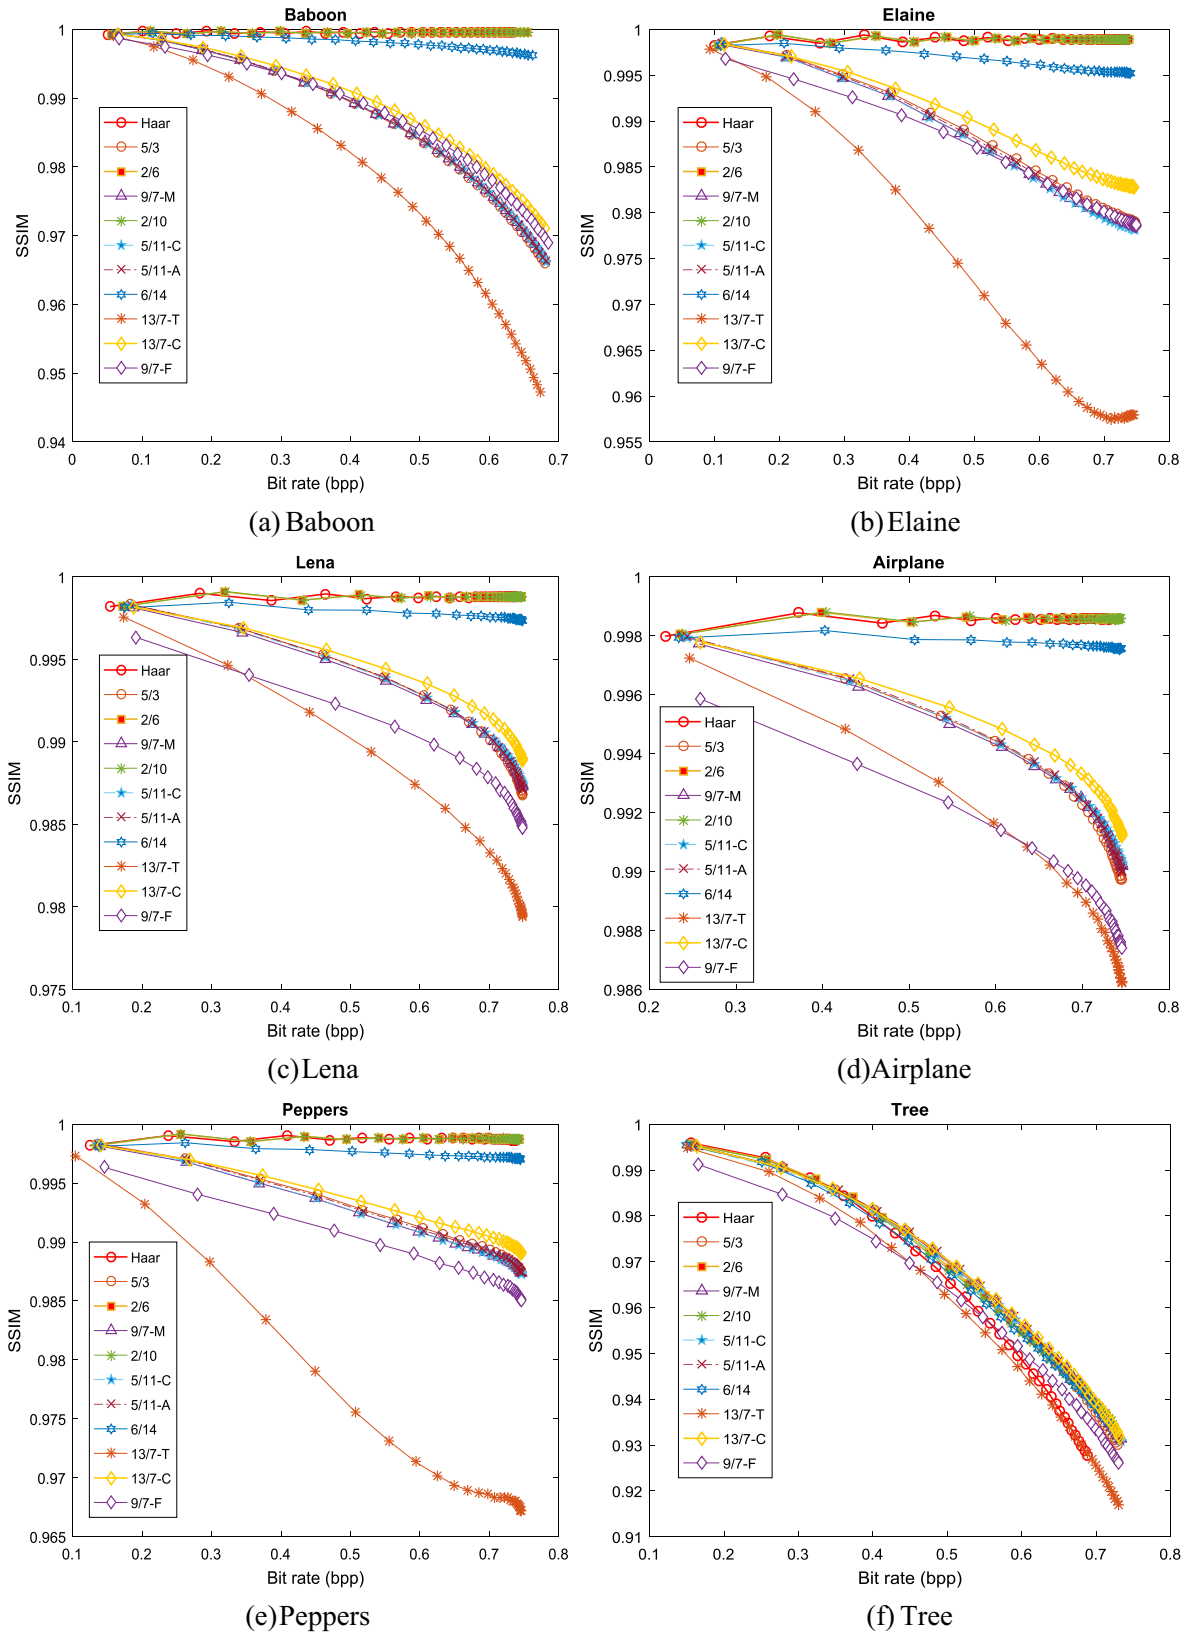 Baboon
1
0.99
0.98
0.97
0.96
0.95
0.94
SSIM
Haar
5/3
2/6
9/7-M
2/10
5/11-C
5/11-A
6/14
13/7-T
13/7-C
9/7-F
0 0.1 0.2 0.3 0.4 0.5 0.6 0.7
Bit rate (bpp)
(a) Baboon
Elaine
1
0.995
0.99
0.985
0.98
0.975
0.97
0.965
0.96
0.955
SSIM
Haar
5/3
2/6
9/7-M
2/10
5/11-C
5/11-A
6/14
13/7-T
13/7-C
9/7-F
0 0.1 0.2 0.3 0.4 0.5 0.6 0.7 0.8
Bit rate (bpp)
(b) Elaine
Lena
1
0.995
0.99
0.985
0.98
0.975
SSIM
Haar
5/3
2/6
9/7-M
2/10
5/11-C
5/11-A
6/14
13/7-T
13/7-C
9/7-F
0.1 0.2 0.3 0.4 0.5 0.6 0.7 0.8
Bit rate (bpp)
(c) Lena
Airplane
1
0.998
0.996
0.994
0.992
0.99
0.988
0.986
SSIM
Haar
5/3
2/6
9/7-M
2/10
5/11-C
5/11-A
6/14
13/7-T
13/7-C
9/7-F
0.2 0.3 0.4 0.5 0.6 0.7 0.8
Bit rate (bpp)
(d) Airplane
Peppers
1
0.995
0.99
0.985
0.98
0.975
0.97
0.965
SSIM
Haar
5/3
2/6
9/7-M
2/10
5/11-C
5/11-A
6/14
13/7-T
13/7-C
9/7-F
0.1 0.2 0.3 0.4 0.5 0.6 0.7 0.8
Bit rate (bpp)
(e) Peppers
Tree
1
0.99
0.98
0.97
0.96
0.95
0.94
0.93
0.92
0.91
SSIM
Haar
5/3
2/6
9/7-M
2/10
5/11-C
5/11-A
6/14
13/7-T
13/7-C
9/7-F
0.1 0.2 0.3 0.4 0.5 0.6 0.7 0.8
Bit rate (bpp)
(f) Tree